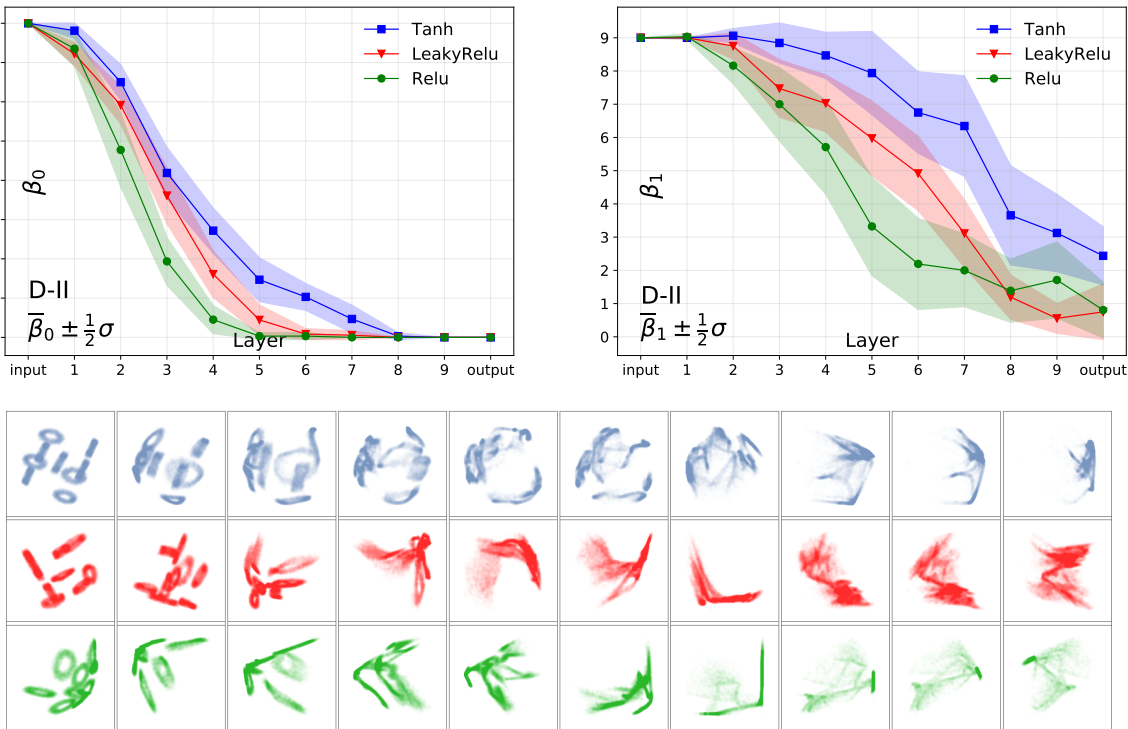 Tanh
LeakyRelu
Relu
β₀
D-II
β̅₀ ± ½σ
Layer
input 1 2 3 4 5 6 7 8 9 output
Tanh
LeakyRelu
Relu
9
8
7
6
5
4
3
2
1
0
β₁
D-II
β̅₁ ± ½σ
Layer
input 1 2 3 4 5 6 7 8 9 output